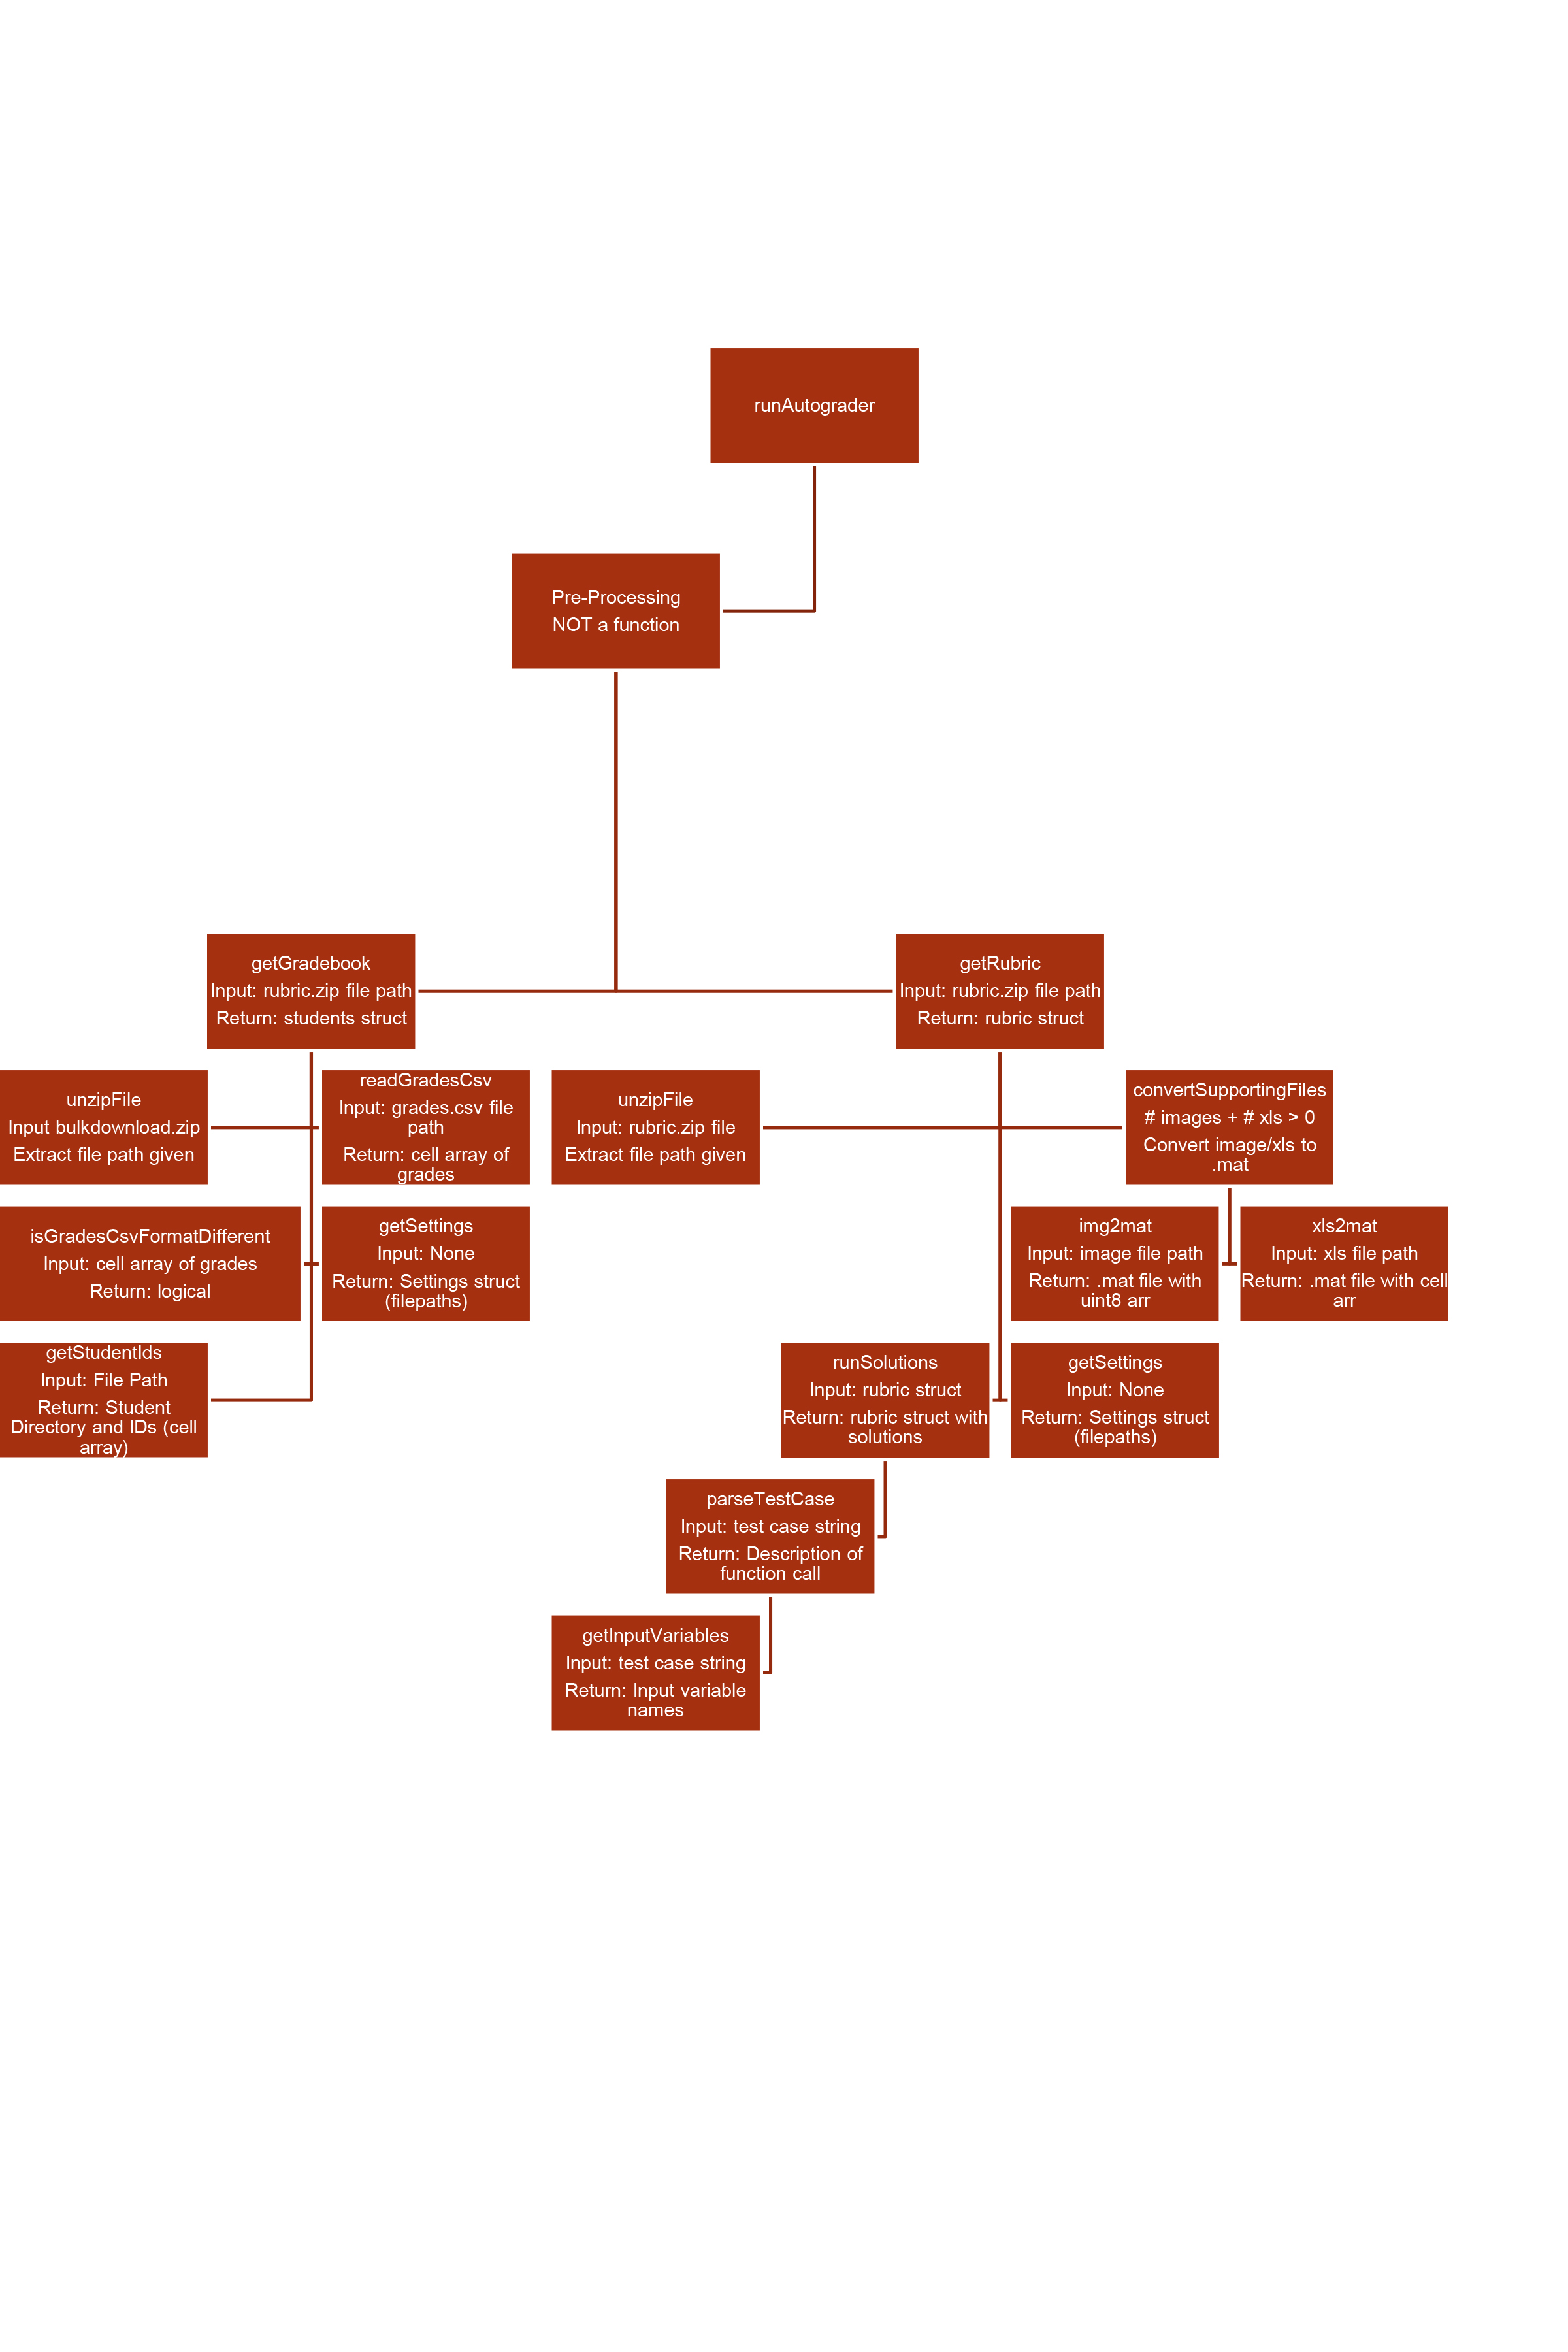 runAutograder
Pre-Processing
NOT a function
getGradebook
Input: rubric.zip file path
Return: students struct
getRubric
Input: rubric.zip file path
Return: rubric struct
unzipFile
Input bulkdownload.zip
Extract file path given
readGradesCsv
Input: grades.csv file
path
Return: cell array of
grades
unzipFile
Input: rubric.zip file
Extract file path given
convertSupportingFiles
# images + # xls > 0
Convert image/xls to
.mat
isGradesCsvFormatDifferent
Input: cell array of grades
Return: logical
getSettings
Input: None
Return: Settings struct
(filepaths)
img2mat
Input: image file path
Return: .mat file with
uint8 arr
xls2mat
Input: xls file path
Return: .mat file with cell
arr
getStudentIds
Input: File Path
Return: Student
Directory and IDs (cell
array)
runSolutions
Input: rubric struct
Return: rubric struct with
solutions
getSettings
Input: None
Return: Settings struct
(filepaths)
parseTestCase
Input: test case string
Return: Description of
function call
getInputVariables
Input: test case string
Return: Input variable
names